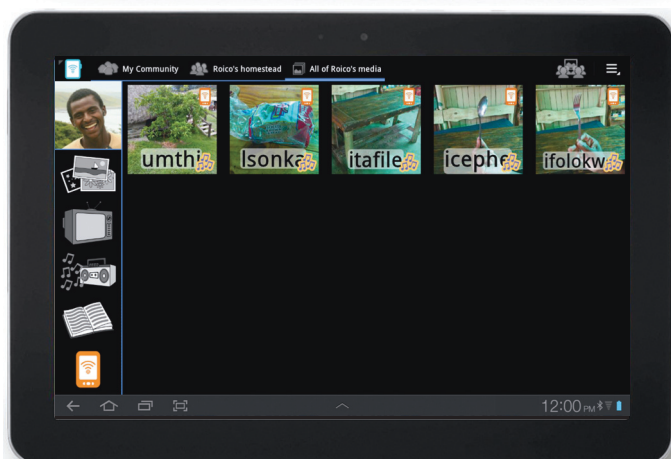 My Community
Roico's homestead
All of Roico's media
umthi
Isonka
itafile
icephe
ifolokw
12:00 PM